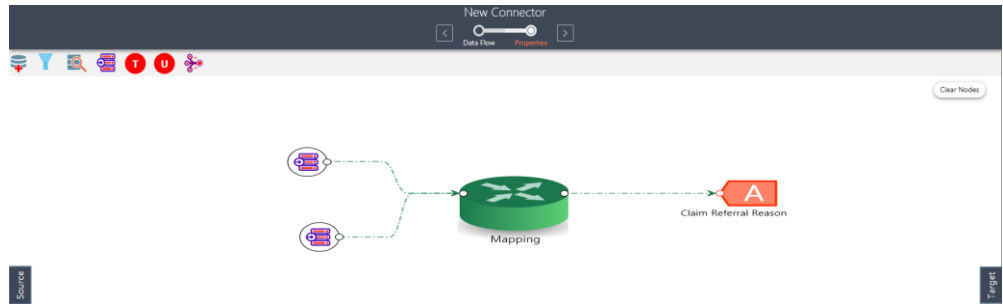 New Connector
<
>
Data Flow Properties
T U
Clear Nodes
A
Claim Referral Reason
Mapping
Source
Target